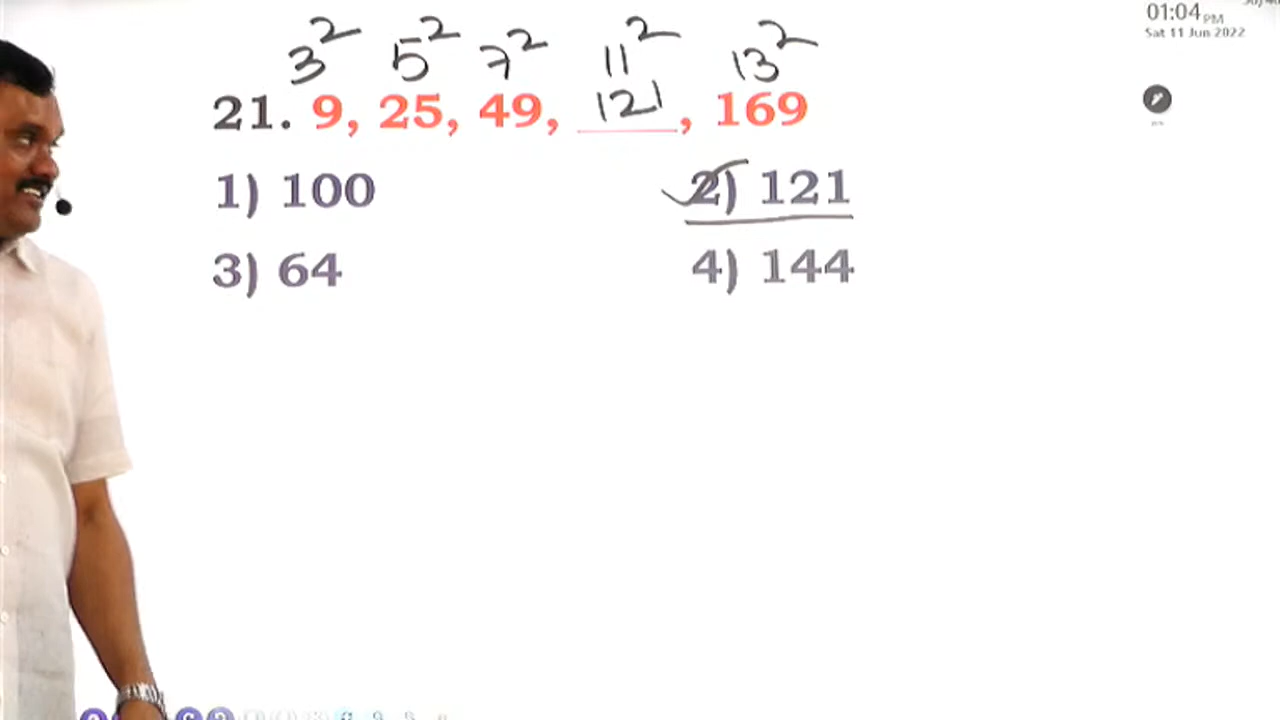 01:04 PM
Sat 11 Jun 2022
3² 5² 7² 11² 13²
21. 9, 25, 49, 121, 169
1) 100 2) 121
3) 64 4) 144